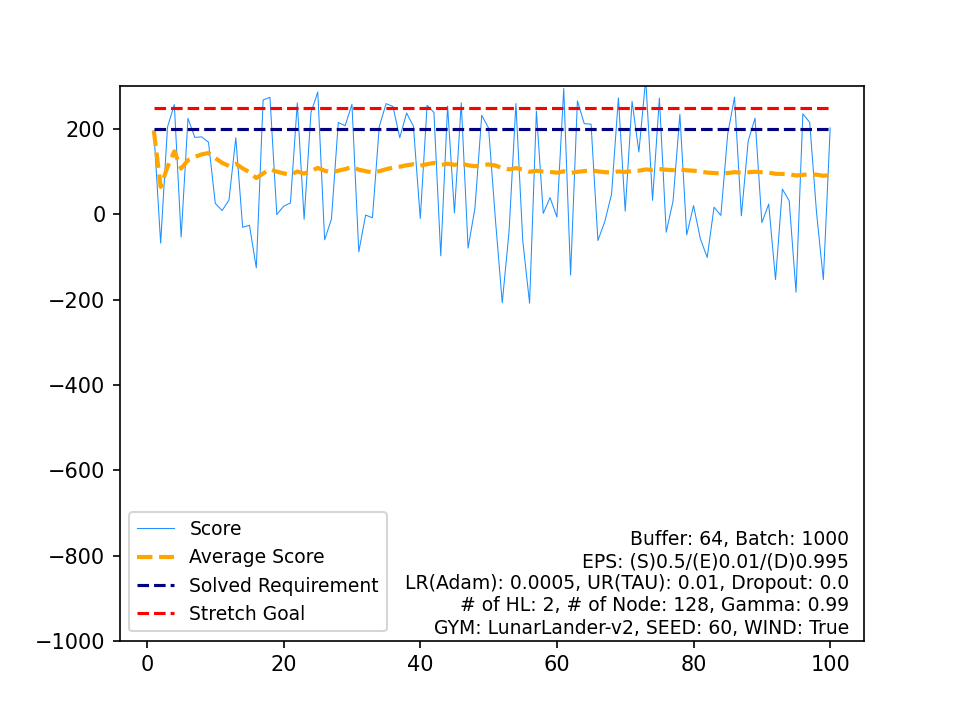 200
0
−200
−400
−600
−800
−1000
0 20 40 60 80 100
Score
Average Score
Solved Requirement
Stretch Goal
Buffer: 64, Batch: 1000
EPS: (S)0.5/(E)0.01/(D)0.995
LR(Adam): 0.0005, UR(TAU): 0.01, Dropout: 0.0
# of HL: 2, # of Node: 128, Gamma: 0.99
GYM: LunarLander-v2, SEED: 60, WIND: True